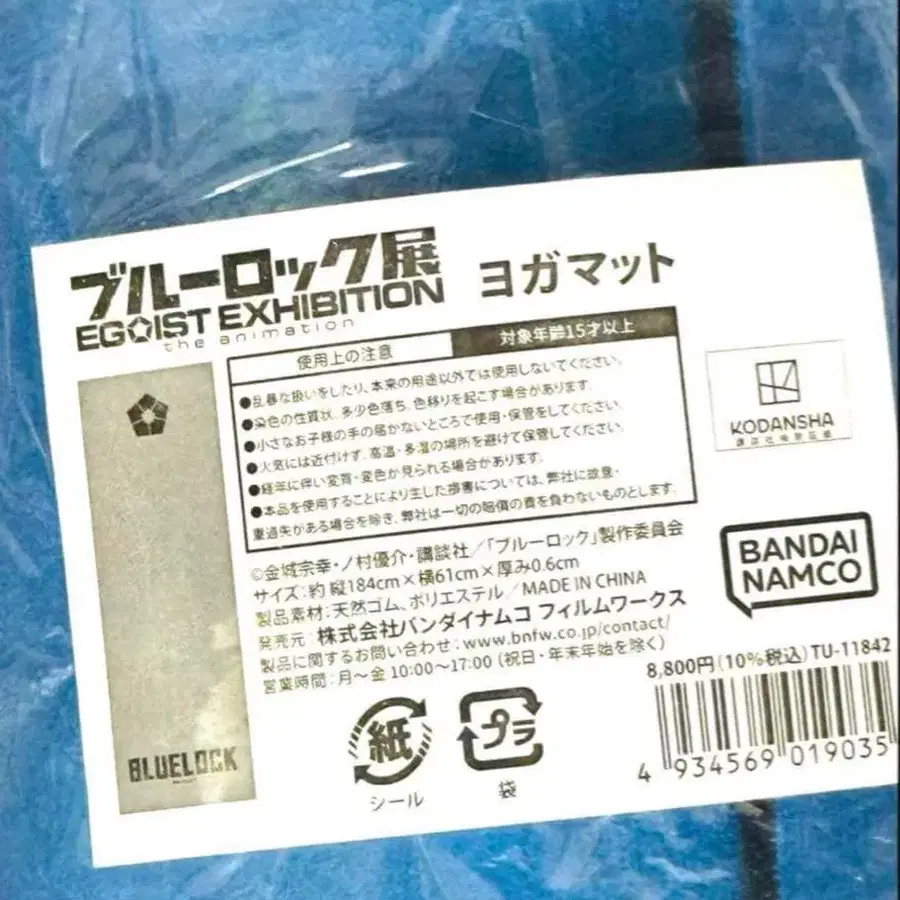 ブルーロック展
EGOIST EXHIBITION
the animation
ヨガマット
使用上の注意
対象年齢15才以上
●乱暴な扱いをしたり、本来の用途以外では使用しないでください。
●染色の性質状、多少色落ち、色移りを起こす場合があります。
●小さなお子様の手の届かないところで使用・保管をしてください。
●火気には近付けず、高温・多湿の場所を避けて保管してください。
●経年に伴い変質・変色が見られる場合があります。
●本品を使用することにより生じた損害については、弊社に故意・
重過失がある場合を除き、弊社は一切の賠償の責を負わないものとします。
KODANSHA
©金城宗幸・ノ村優介・講談社／「ブルーロック」製作委員会
サイズ：約 縦184cm×横61cm×厚み0.6cm
製品素材：天然ゴム、ポリエステル／MADE IN CHINA
発売元：株式会社バンダイナムコ フィルムワークス
製品に関するお問い合わせ：www.bnfw.co.jp/contact/
営業時間：月〜金 10:00〜17:00 (祝日・年末年始を除く)
BANDAI
NAMCO
8,800円(10%税込) TU-11842
4 934569 019035
BLUELOCK
紙
シール
プラ
袋